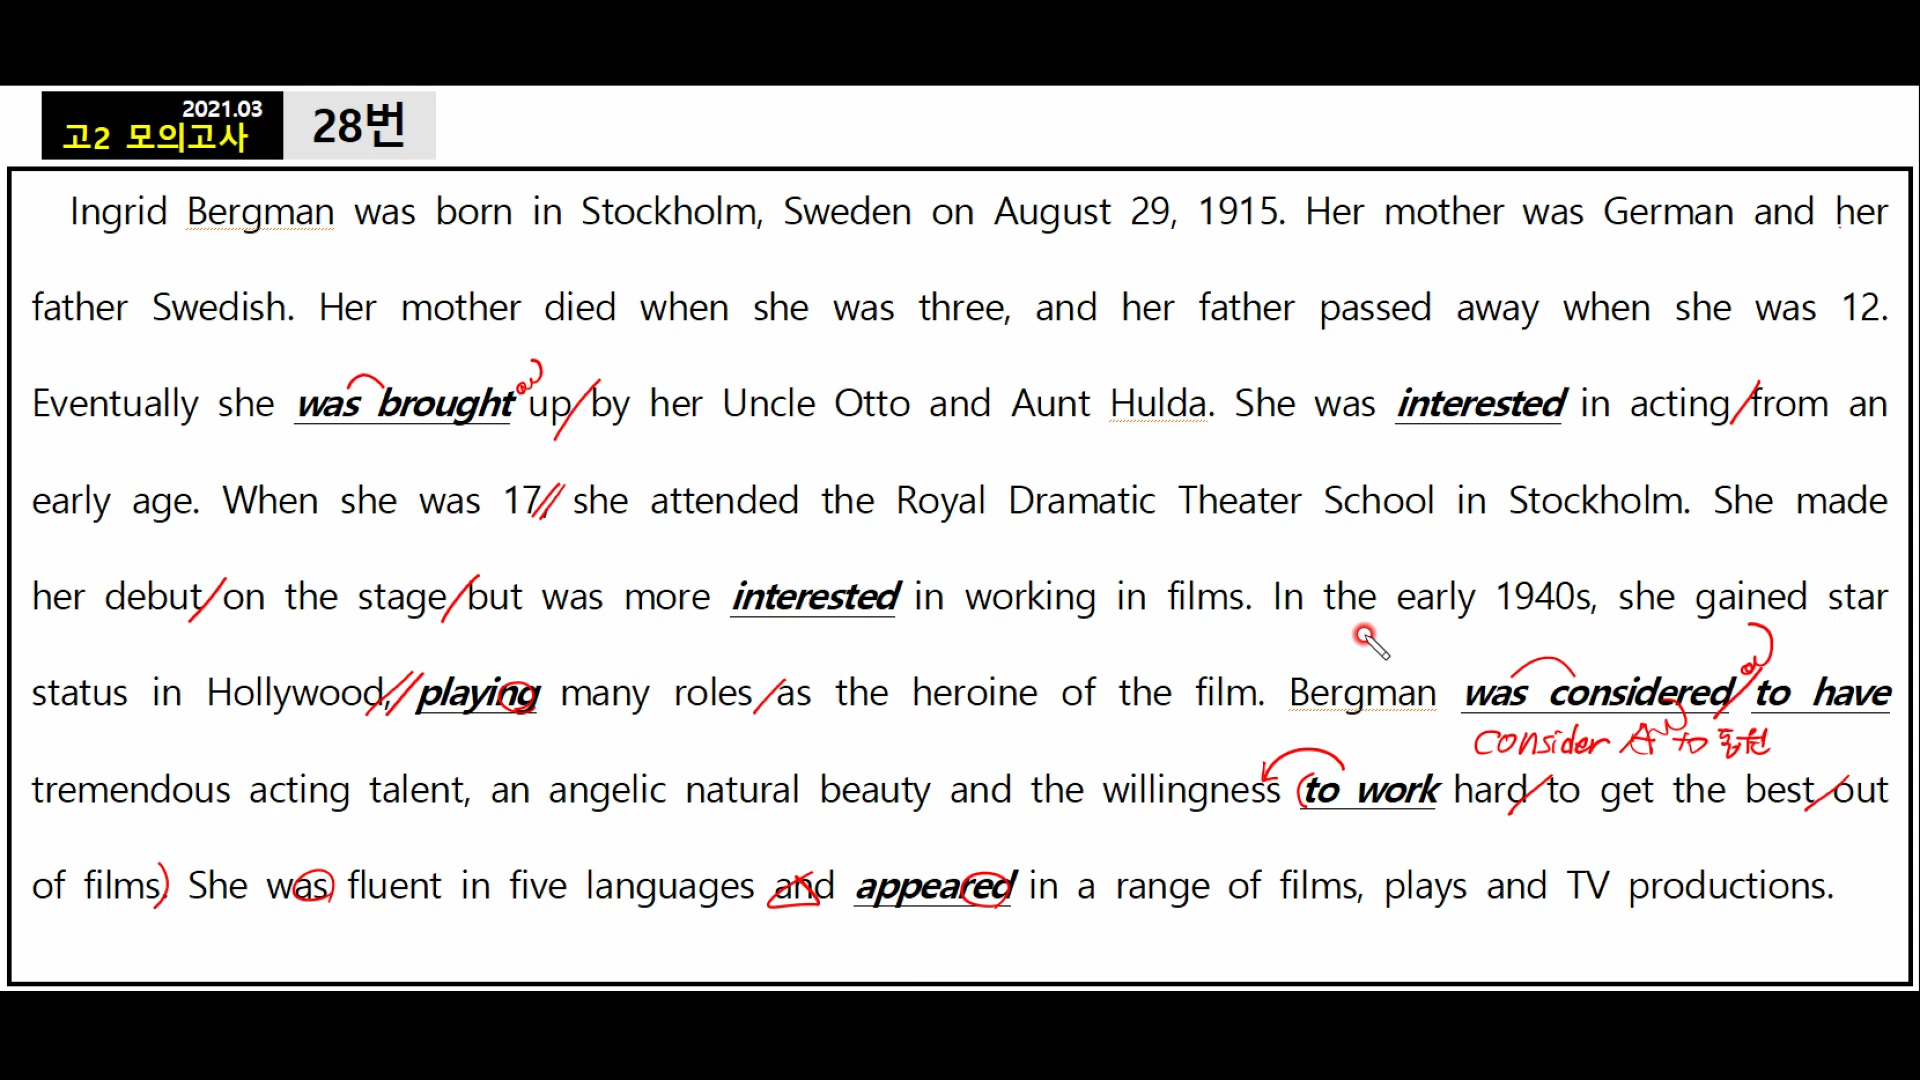 2021.03
고2 모의고사
28번
Ingrid Bergman was born in Stockholm, Sweden on August 29, 1915. Her mother was German and her
father Swedish. Her mother died when she was three, and her father passed away when she was 12.
Eventually she was brought up by her Uncle Otto and Aunt Hulda. She was interested in acting from an
early age. When she was 17, she attended the Royal Dramatic Theater School in Stockholm. She made
her debut on the stage but was more interested in working in films. In the early 1940s, she gained star
status in Hollywood, playing many roles as the heroine of the film. Bergman was considered to have
consider A to 동원
tremendous acting talent, an angelic natural beauty and the willingness to work hard to get the best out
of films. She was fluent in five languages and appeared in a range of films, plays and TV productions.